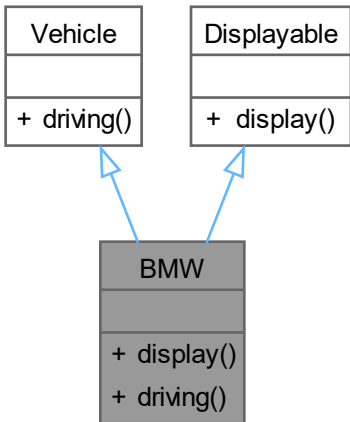 Vehicle
+ driving()
Displayable
+ display()
BMW
+ display()
+ driving()